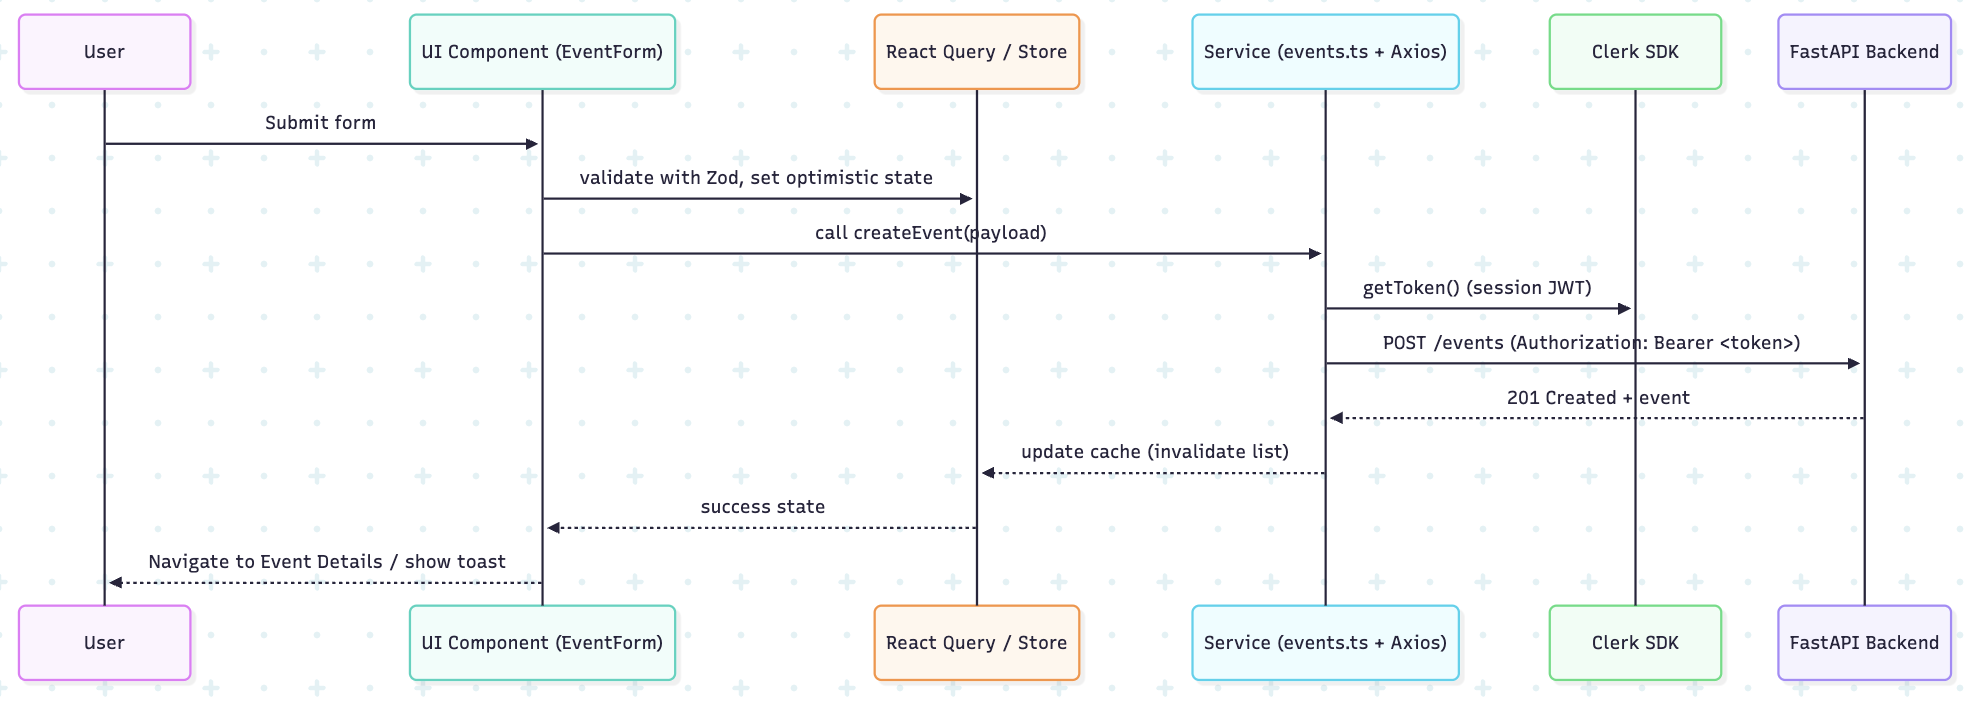 User
UI Component (EventForm)
React Query / Store
Service (events.ts + Axios)
Clerk SDK
FastAPI Backend
Submit form
validate with Zod, set optimistic state
call createEvent(payload)
getToken() (session JWT)
POST /events (Authorization: Bearer <token>)
201 Created + event
update cache (invalidate list)
success state
Navigate to Event Details / show toast
User
UI Component (EventForm)
React Query / Store
Service (events.ts + Axios)
Clerk SDK
FastAPI Backend